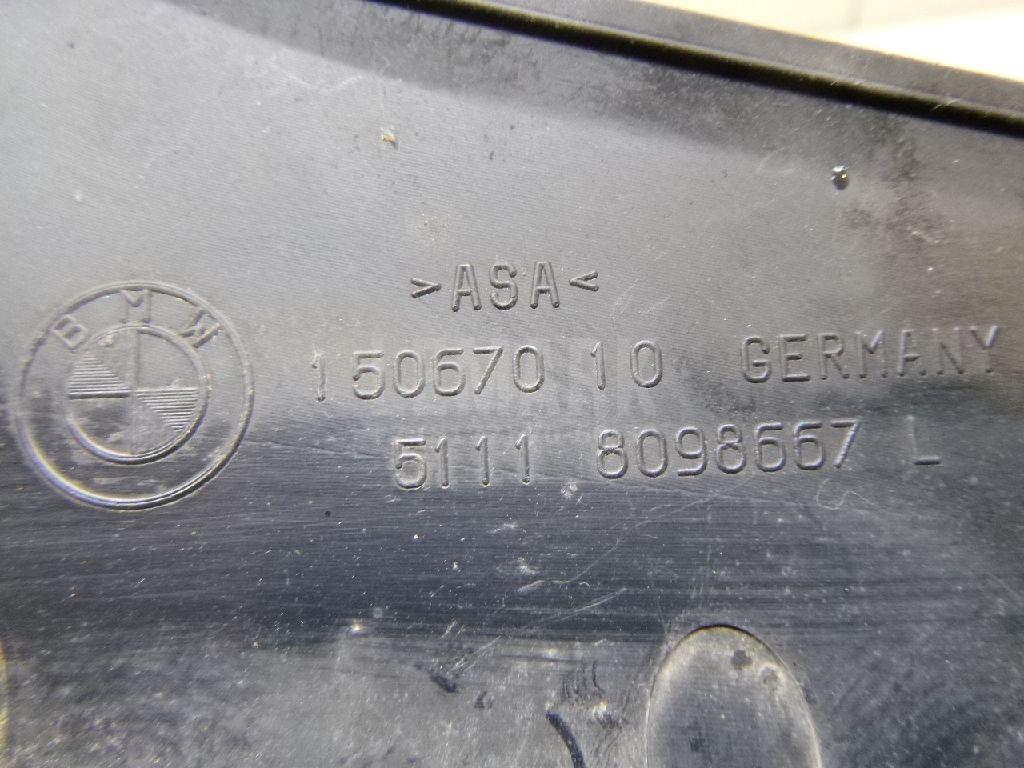 >ASA<
BMW
150670 10 GERMANY
5111 8098667 L